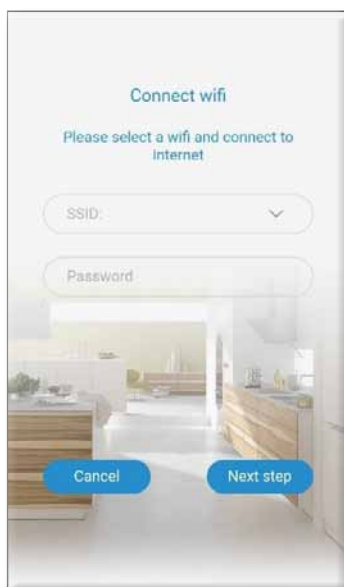 Connect wifi
Please select a wifi and connect to
Internet
SSID:
Password
Cancel
Next step